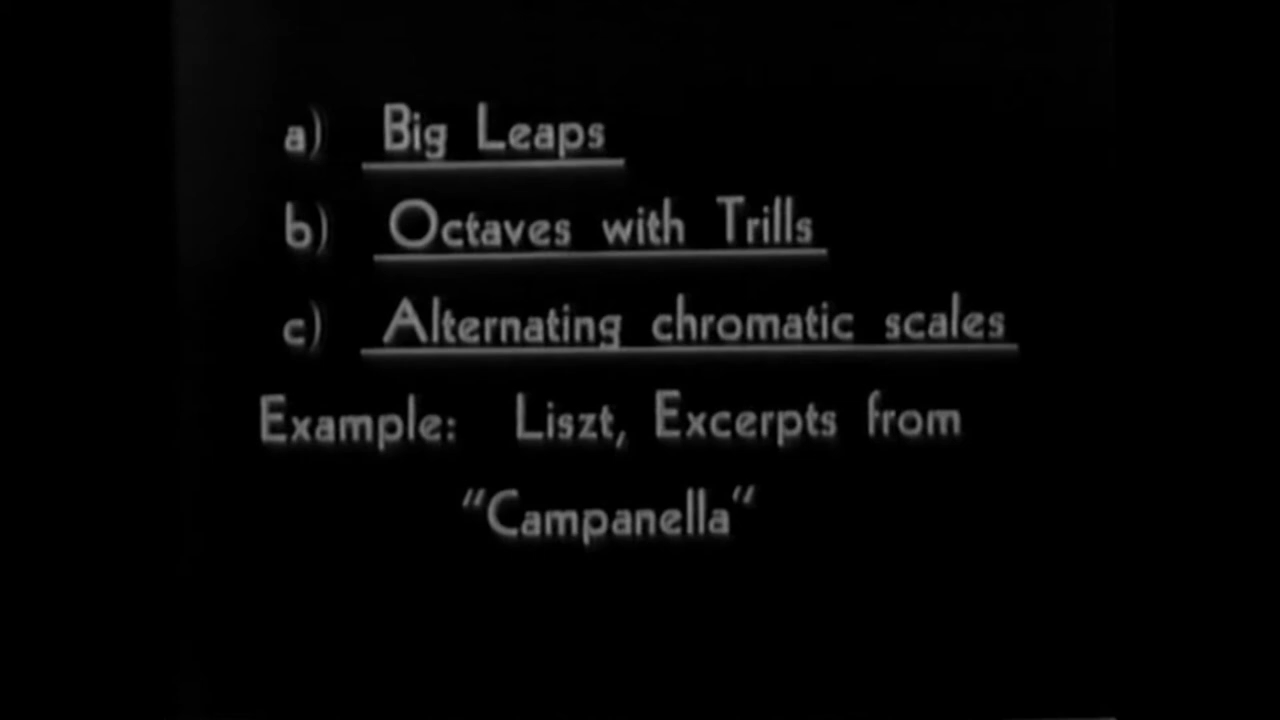 a) Big Leaps
b) Octaves with Trills
c) Alternating chromatic scales
Example: Liszt, Excerpts from
“Campanella“